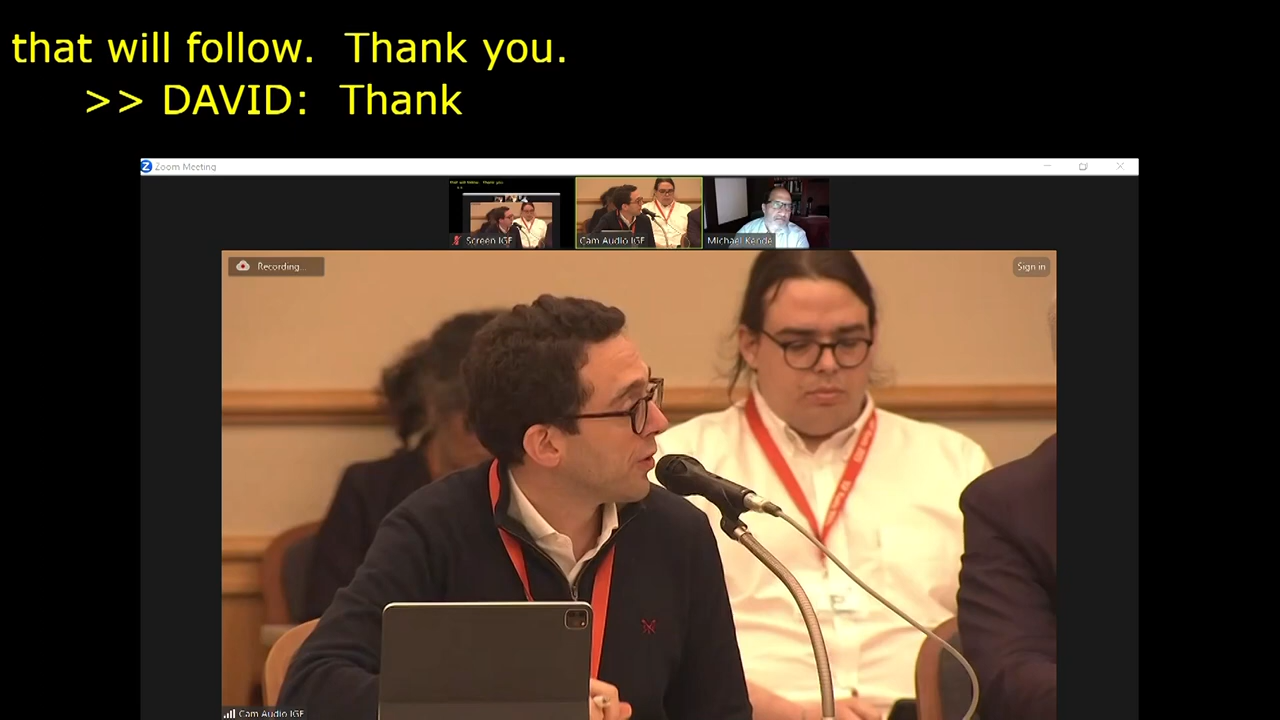 that will follow.  Thank you.
>> DAVID:  Thank
Zoom Meeting
Screen IGF
Cam Audio IGF
Michael Kende
Recording...
Sign in
Cam Audio IGF